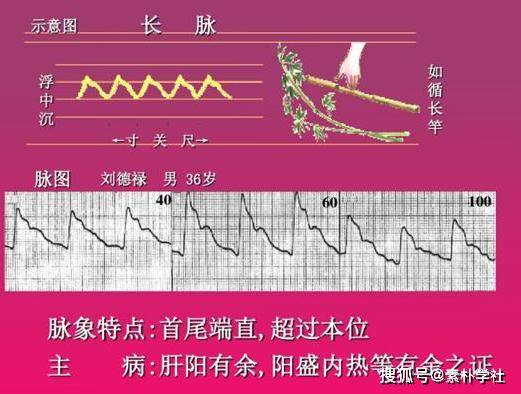 示意图 长 脉
浮
中
沉
←寸 关 尺→
如循长竿
脉图 刘德禄 男 36岁
40 60 100
脉象特点:首尾端直,超过本位
主 病:肝阳有余,阳盛内热等有余之证
搜狐号@素朴学社